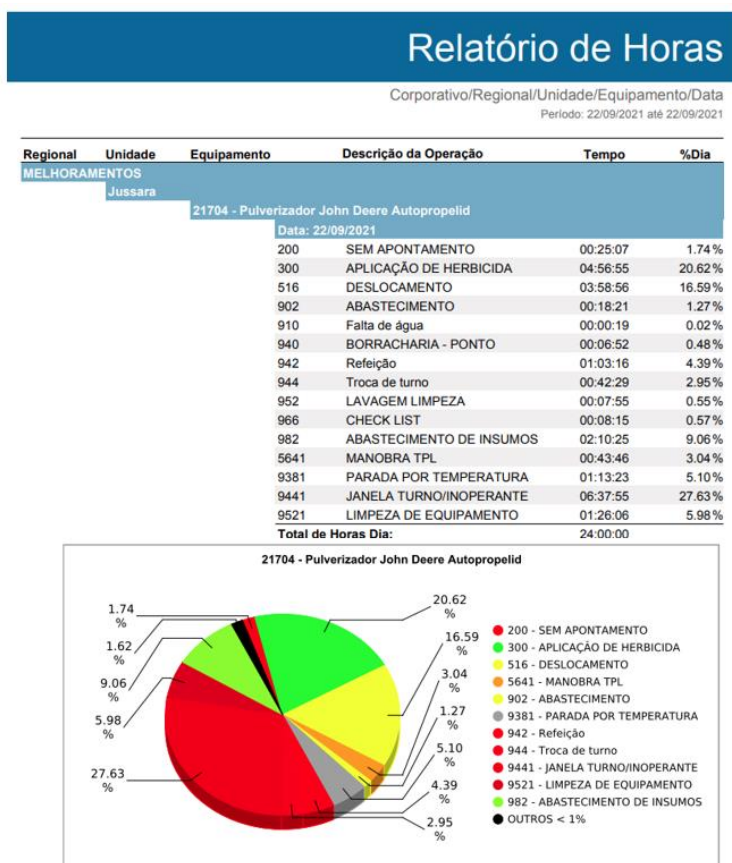 Relatório de Horas
Corporativo/Regional/Unidade/Equipamento/Data
Período: 22/09/2021 até 22/09/2021
Regional Unidade Equipamento Descrição da Operação Tempo %Dia
MELHORAMENTOS
Jussara
21704 - Pulverizador John Deere Autopropelid
Data: 22/09/2021
200 SEM APONTAMENTO 00:25:07 1.74%
300 APLICAÇÃO DE HERBICIDA 04:56:55 20.62%
516 DESLOCAMENTO 03:58:56 16.59%
902 ABASTECIMENTO 00:18:21 1.27%
910 Falta de água 00:00:19 0.02%
940 BORRACHARIA - PONTO 00:06:52 0.48%
942 Refeição 01:03:16 4.39%
944 Troca de turno 00:42:29 2.95%
952 LAVAGEM LIMPEZA 00:07:55 0.55%
966 CHECK LIST 00:08:15 0.57%
982 ABASTECIMENTO DE INSUMOS 02:10:25 9.06%
5641 MANOBRA TPL 00:43:46 3.04%
9381 PARADA POR TEMPERATURA 01:13:23 5.10%
9441 JANELA TURNO/INOPERANTE 06:37:55 27.63%
9521 LIMPEZA DE EQUIPAMENTO 01:26:06 5.98%
Total de Horas Dia: 24:00:00
21704 - Pulverizador John Deere Autopropelid
1.74
%
1.62
%
9.06
%
5.98
%
27.63
%
20.62
%
16.59
%
3.04
%
1.27
%
5.10
%
4.39
%
2.95
%
200 - SEM APONTAMENTO
300 - APLICAÇÃO DE HERBICIDA
516 - DESLOCAMENTO
5641 - MANOBRA TPL
902 - ABASTECIMENTO
9381 - PARADA POR TEMPERATURA
942 - Refeição
944 - Troca de turno
9441 - JANELA TURNO/INOPERANTE
9521 - LIMPEZA DE EQUIPAMENTO
982 - ABASTECIMENTO DE INSUMOS
OUTROS < 1%